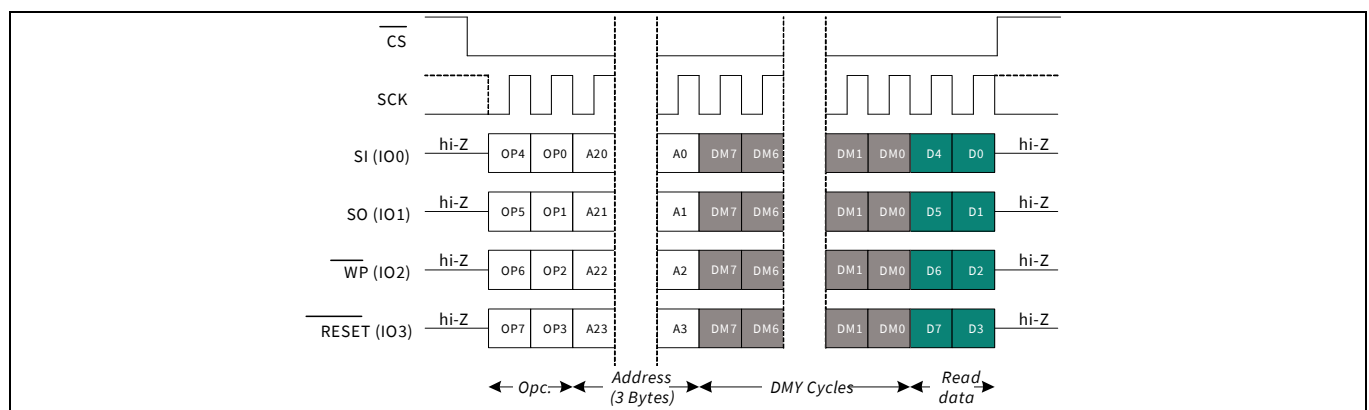 CS
SCK
SI (IO0) hi-Z OP4 OP0 A20 A0 DM7 DM6 DM1 DM0 D4 D0 hi-Z
SO (IO1) hi-Z OP5 OP1 A21 A1 DM7 DM6 DM1 DM0 D5 D1 hi-Z
WP (IO2) hi-Z OP6 OP2 A22 A2 DM7 DM6 DM1 DM0 D6 D2 hi-Z
RESET (IO3) hi-Z OP7 OP3 A23 A3 DM7 DM6 DM1 DM0 D7 D3 hi-Z
Opc. Address DMY Cycles Read
(3 Bytes) data